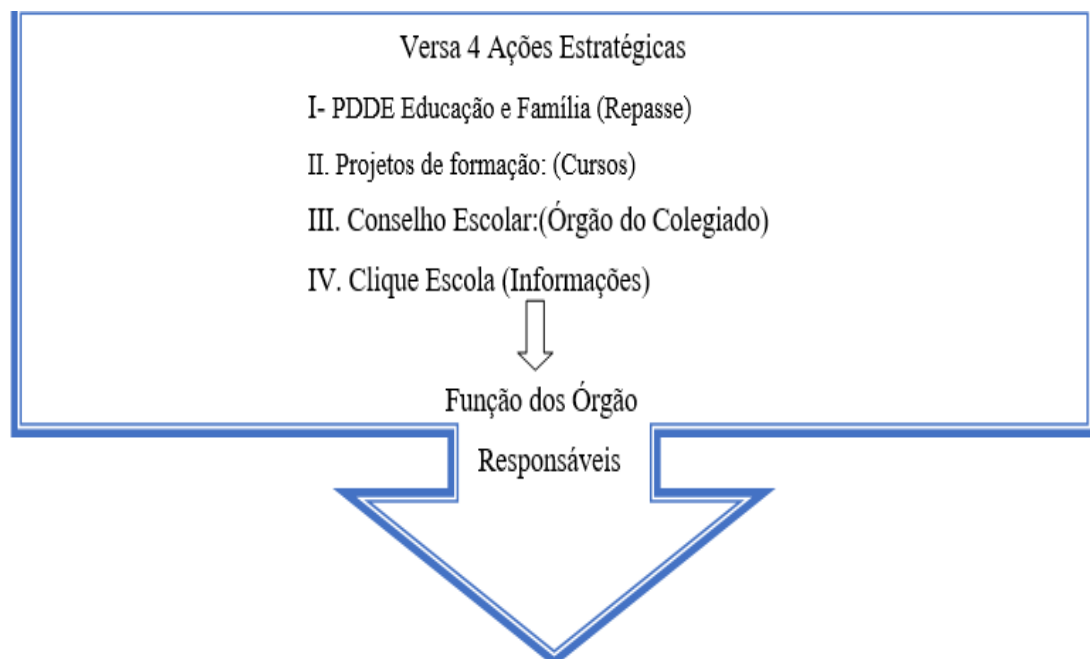 Versa 4 Ações Estratégicas
I- PDDE Educação e Família (Repasse)
II. Projetos de formação: (Cursos)
III. Conselho Escolar:(Órgão do Colegiado)
IV. Clique Escola (Informações)
Função dos Órgão
Responsáveis